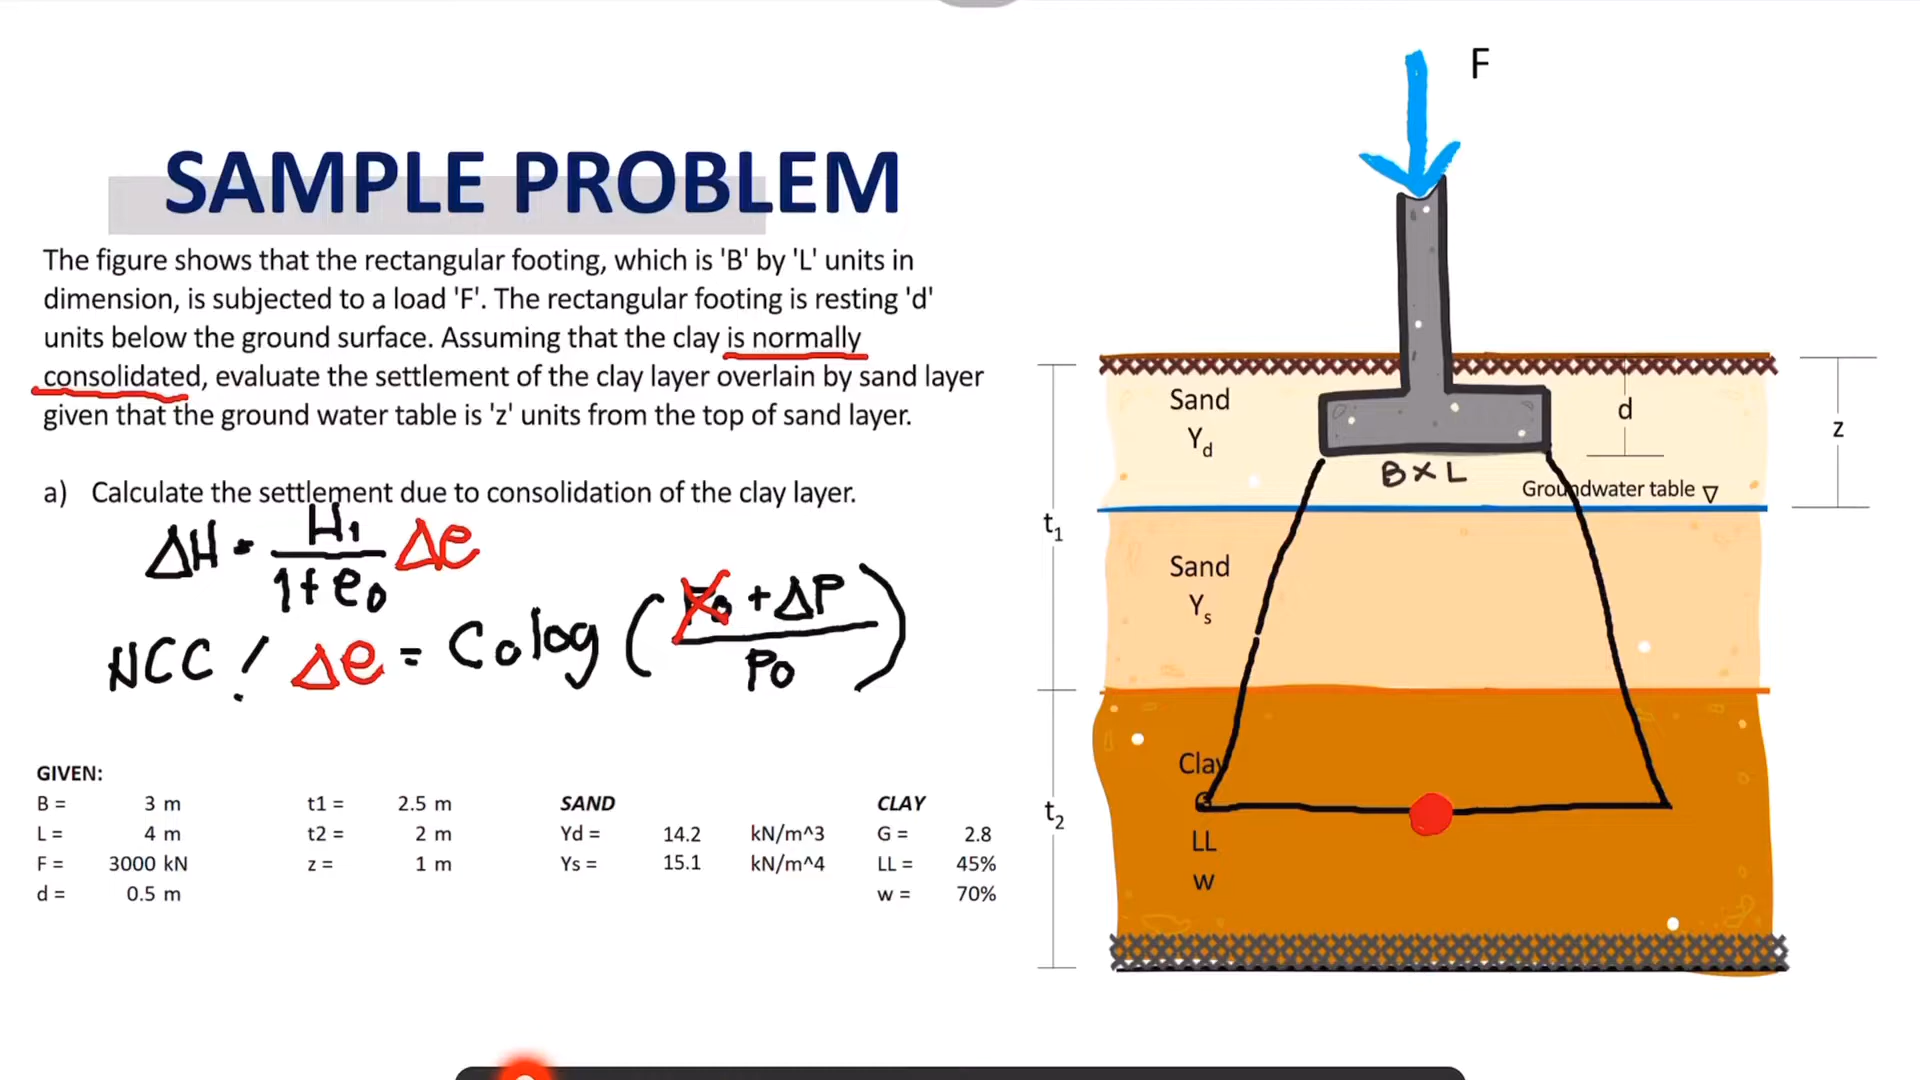 SAMPLE PROBLEM
The figure shows that the rectangular footing, which is 'B' by 'L' units in
dimension, is subjected to a load 'F'. The rectangular footing is resting 'd'
units below the ground surface. Assuming that the clay is normally
consolidated, evaluate the settlement of the clay layer overlain by sand layer
given that the ground water table is 'z' units from the top of sand layer.
a) Calculate the settlement due to consolidation of the clay layer.
ΔH = H1 / 1+e0 Δe
NCC! Δe = Cc log ( +ΔP / P0 )
GIVEN:
B = 3 m
L = 4 m
F = 3000 kN
d = 0.5 m
t1 = 2.5 m
t2 = 2 m
z = 1 m
SAND
Yd = 14.2 kN/m^3
Ys = 15.1 kN/m^4
CLAY
G = 2.8
LL = 45%
w = 70%
F
Sand
Yd
d
z
B×L
Groundwater table
t1
Sand
Ys
Clay
t2
LL
w